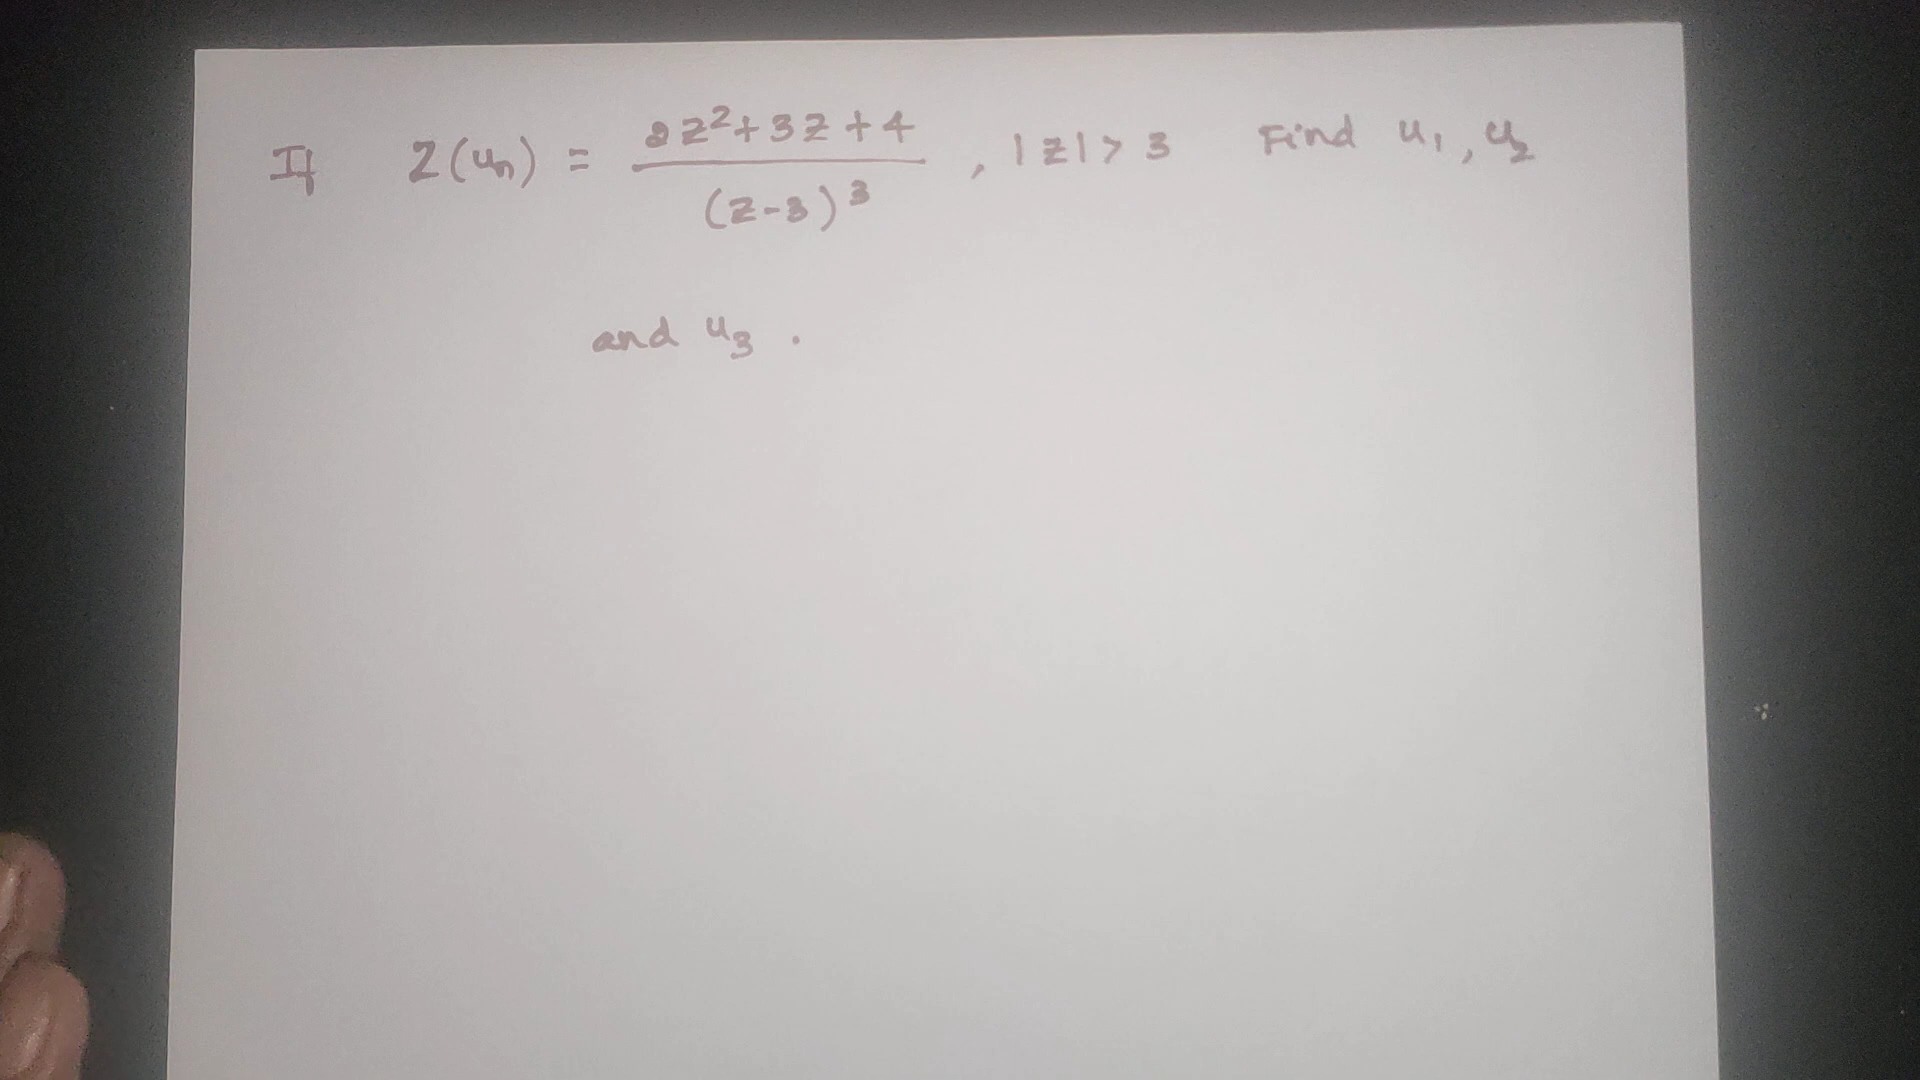 If Z(uₙ) = (2z²+3z+4)/(z-3)³ , |z|>3 Find u₁, u₂
and u₃ .